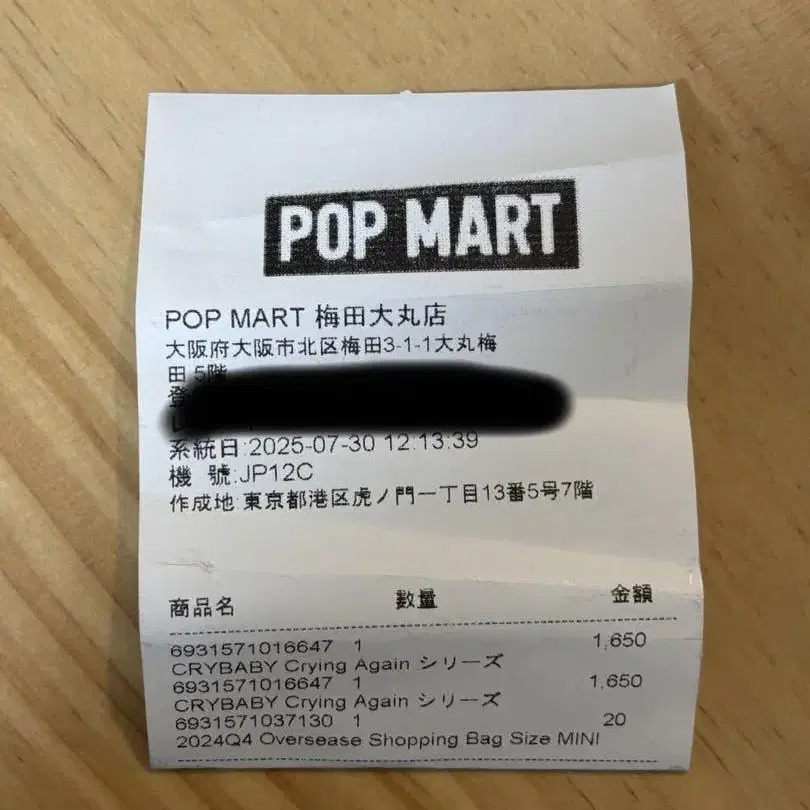 POP MART
POP MART 梅田大丸店
大阪府大阪市北区梅田3-1-1大丸梅
田 5階
登
系統日:2025-07-30 12:13:39
機 號:JP12C
作成地:東京都港区虎ノ門一丁目13番5号7階
商品名 數量 金額
6931571016647 1 1,650
CRYBABY Crying Again シリーズ
6931571016647 1 1,650
CRYBABY Crying Again シリーズ
6931571037130 1 20
2024Q4 Oversease Shopping Bag Size MINI